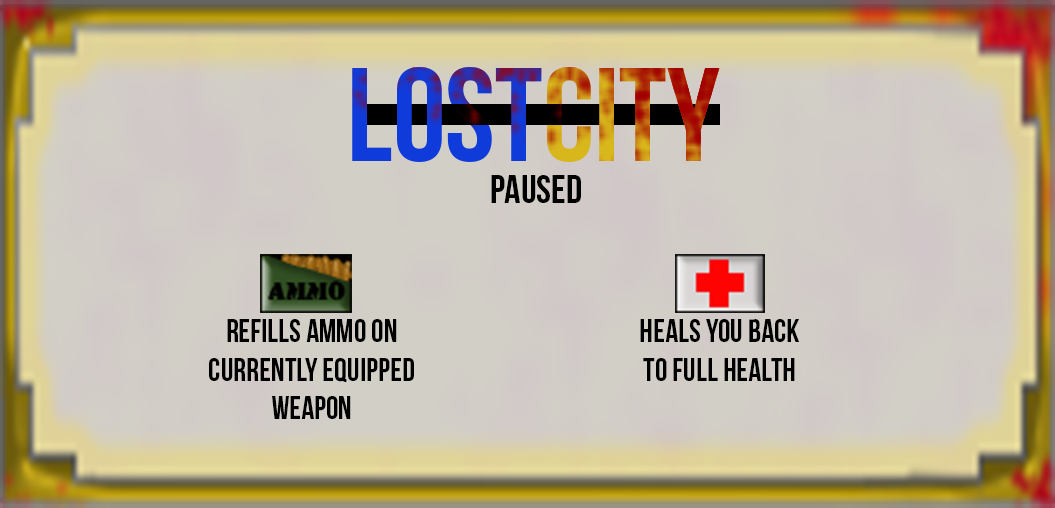 LOSTCITY
PAUSED
AMMO
REFILLS AMMO ON
CURRENTLY EQUIPPED
WEAPON
HEALS YOU BACK
TO FULL HEALTH